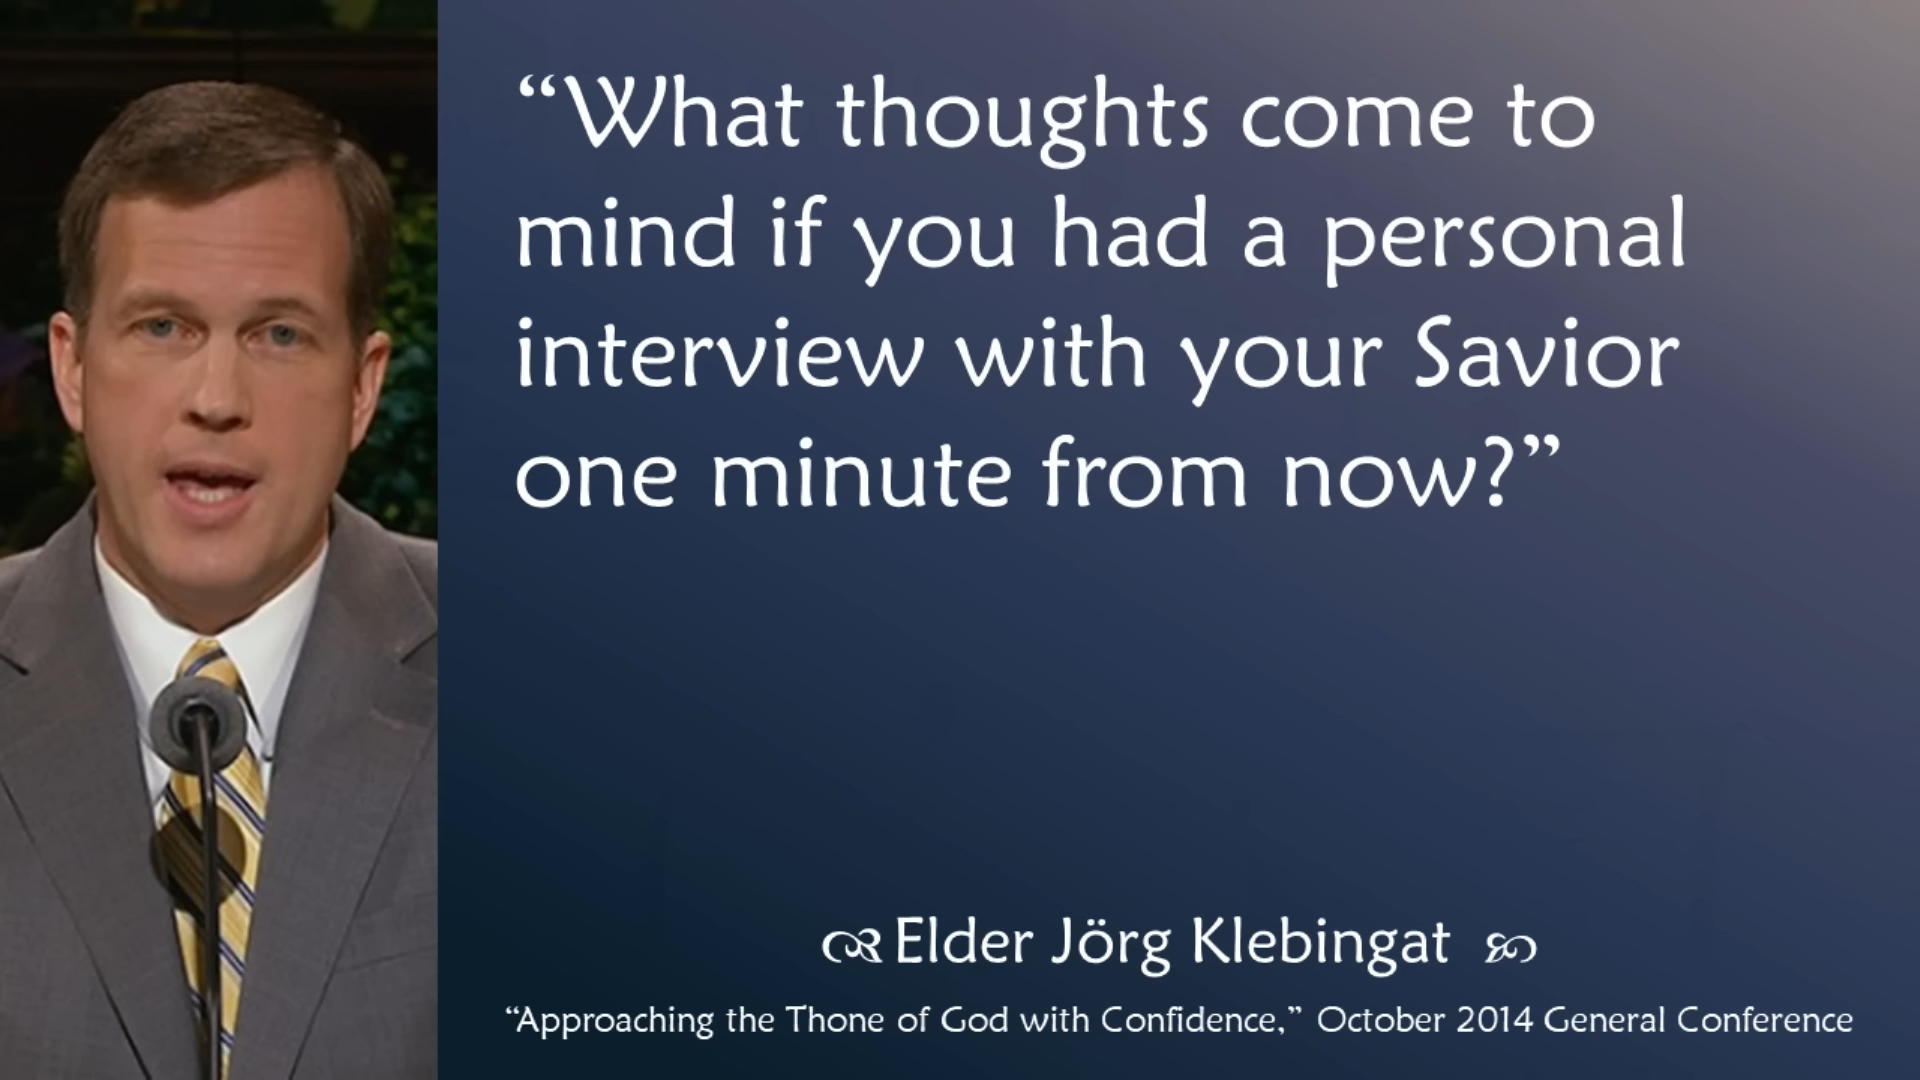 “What thoughts come to
mind if you had a personal
interview with your Savior
one minute from now?”
Elder Jörg Klebingat
“Approaching the Thone of God with Confidence,” October 2014 General Conference